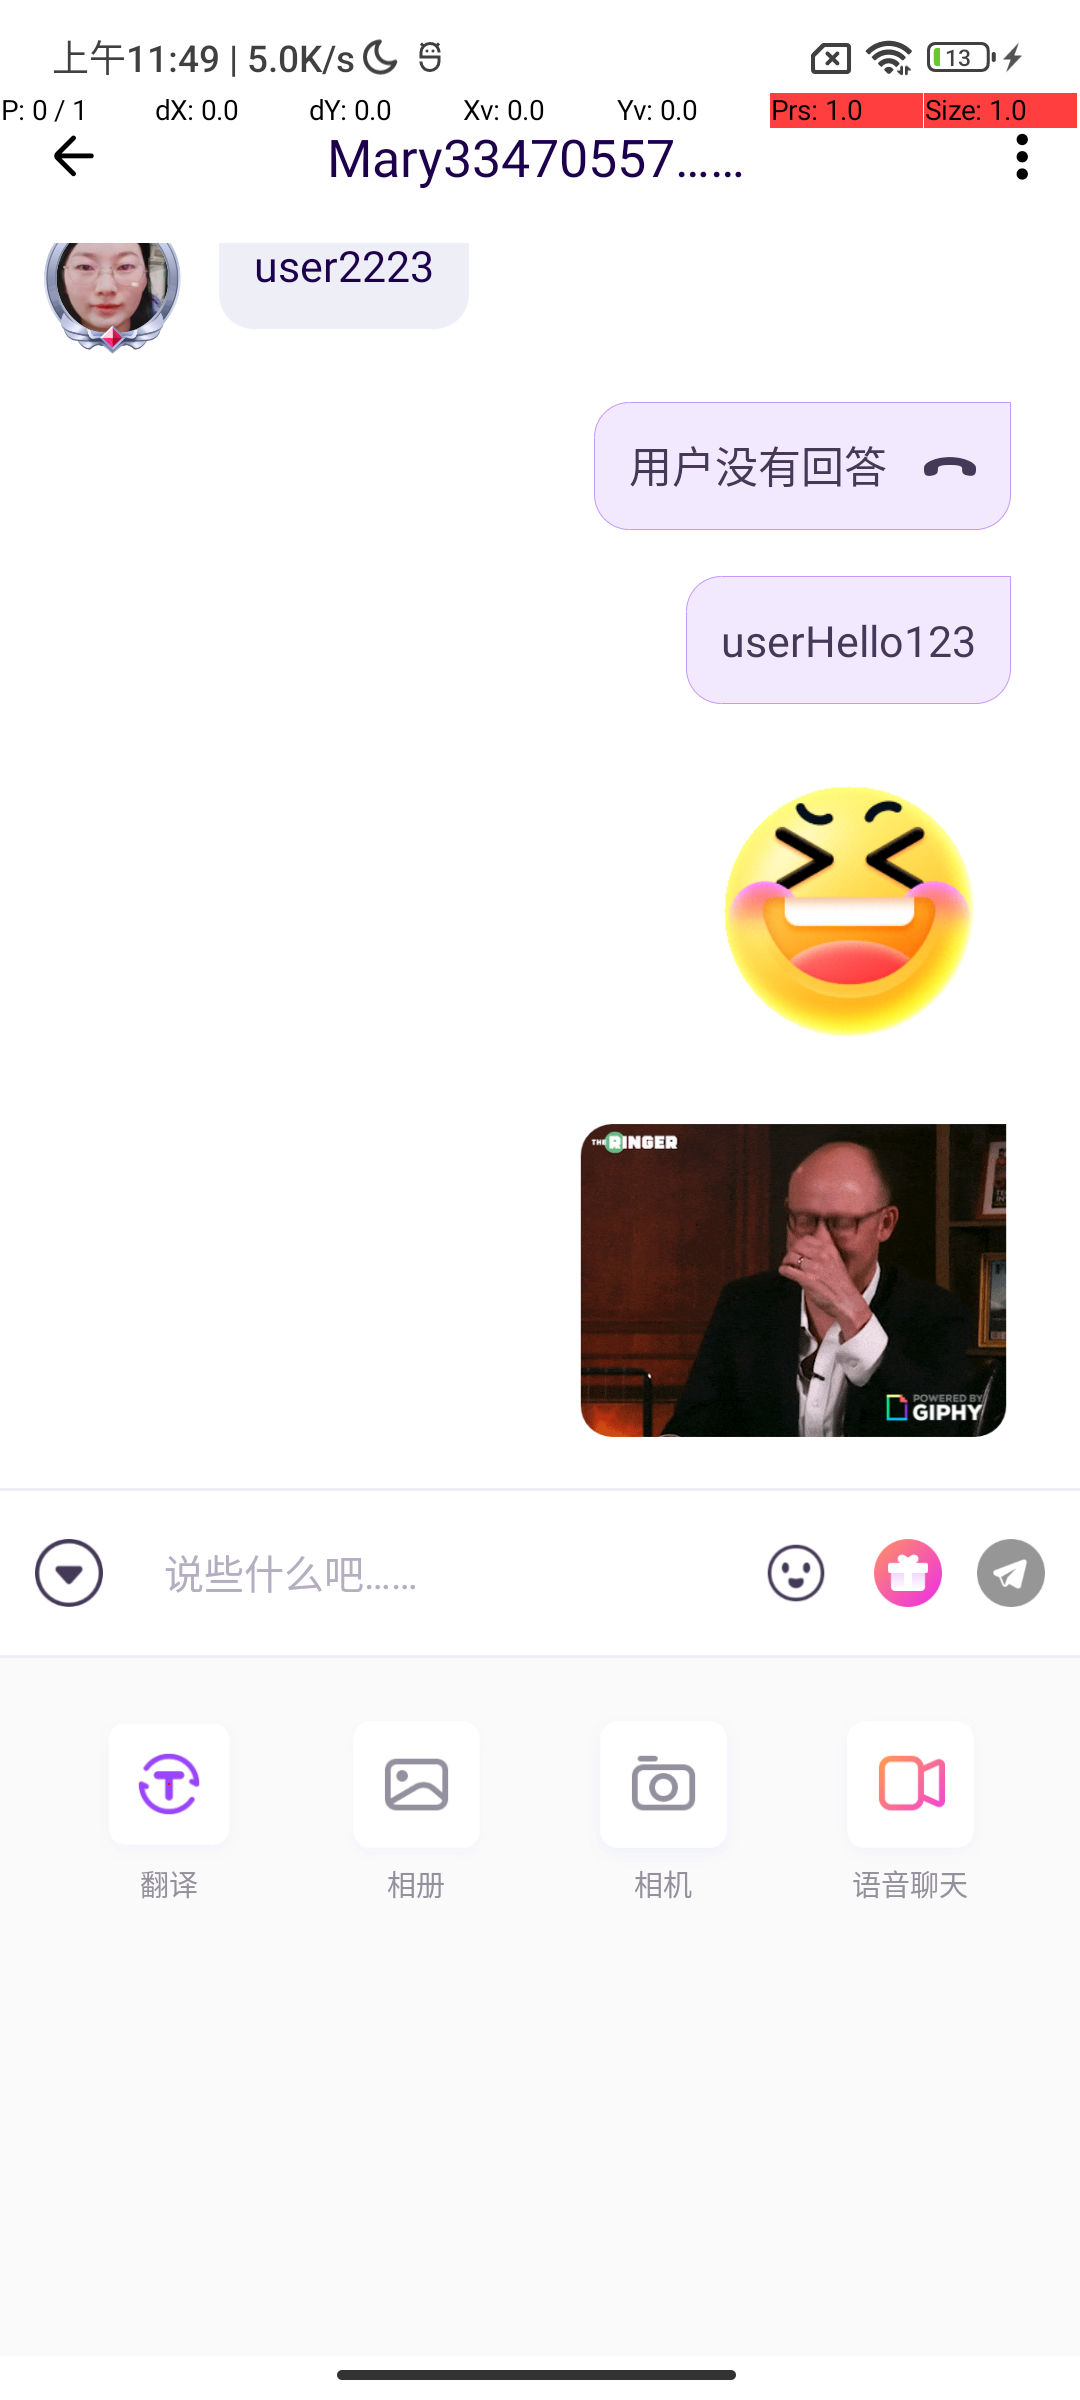 上午11:49 | 5.0K/s
13
P: 0 / 1 dX: 0.0 dY: 0.0 Xv: 0.0 Yv: 0.0 Prs: 1.0 Size: 1.0
Mary33470557……
user2223
用户没有回答
userHello123
THE RINGER
POWERED BY
GIPHY
说些什么吧……
翻译 相册 相机 语音聊天